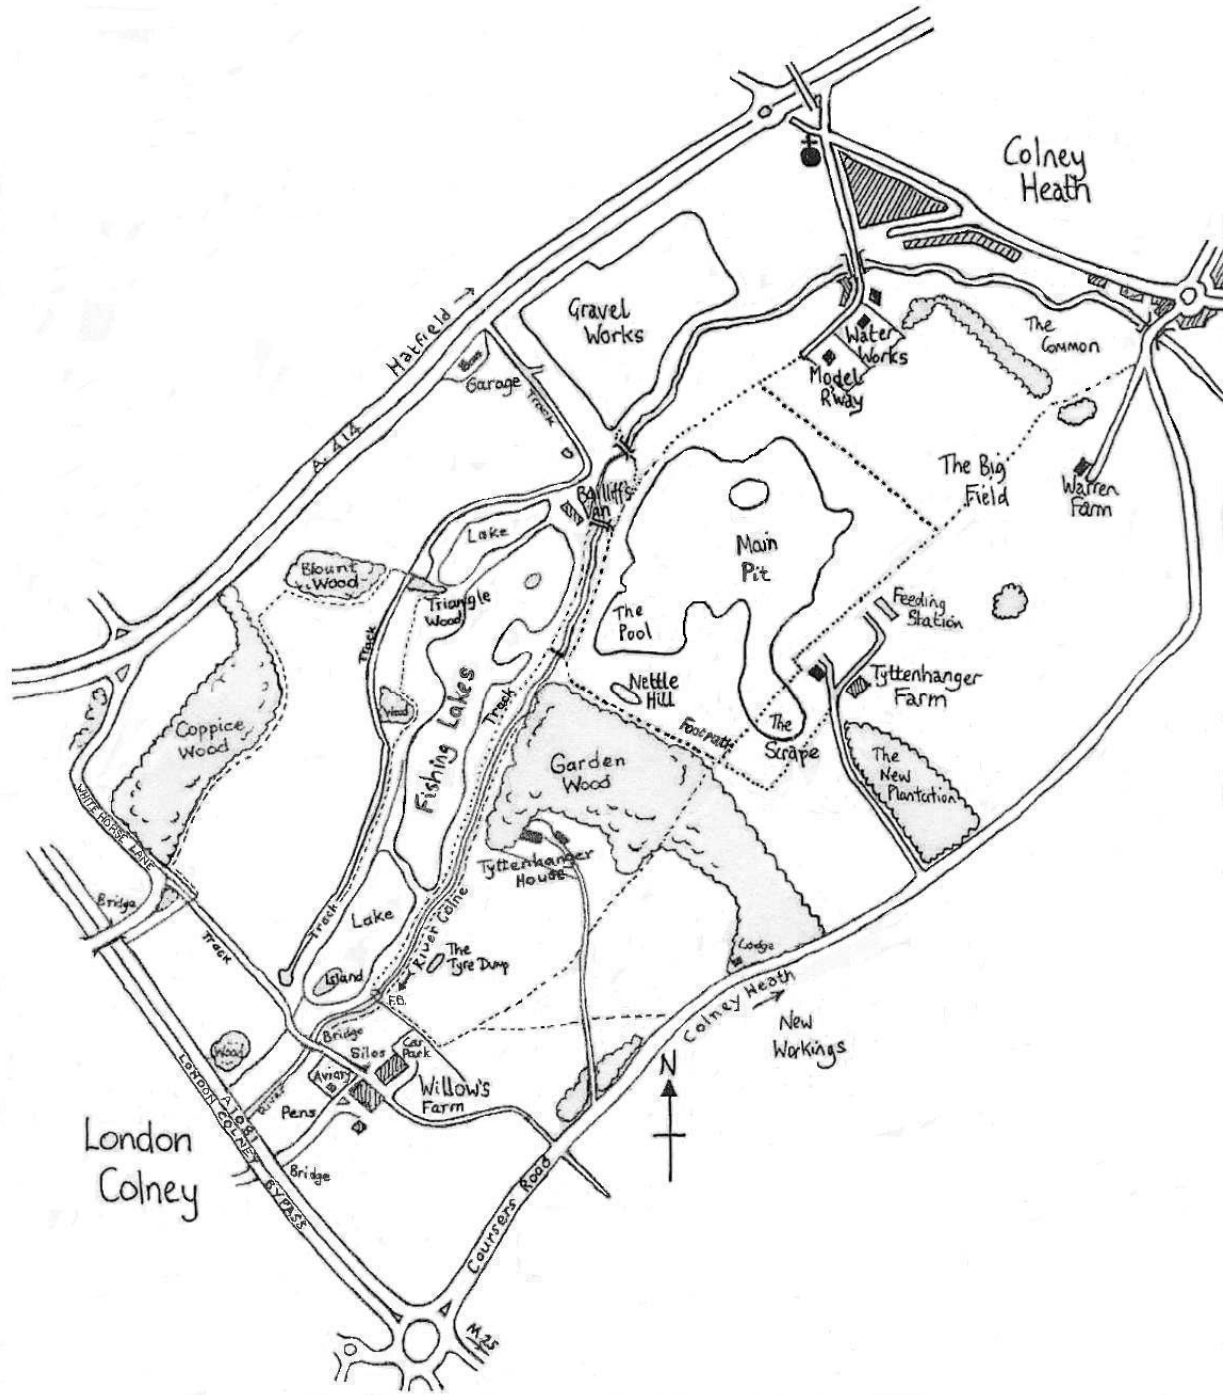 Colney
Heath
Hatfield
A.414
Gravel
Works
Garage
Track
Water
Works
Model
R'way
The
Common
The Big
Field
Warren
Farm
Bailiff's
Van
Lake
Blount
Wood
Triangle
Wood
Main
Pit
The
Pool
Feeding
Station
Tyttenhanger
Farm
Nettle
Hill
Footpath
The
Scrape
Track
Wood
Fishing Lakes
Track
Coppice
Wood
Garden
Wood
The
New
Plantation
WHITE HORSE LANE
Tyttenhanger
House
Bridge
Track
Track
Lake
River Colne
The
Tyre Dump
Island
F.B.
Lodge
Colney Heath
New
Workings
N
Bridge
Silos
Car
Park
Wood
Aviary
Willow's
Farm
River
Pens
A1081
LONDON COLNEY BYPASS
London
Colney
Bridge
Coursers Road
M.25